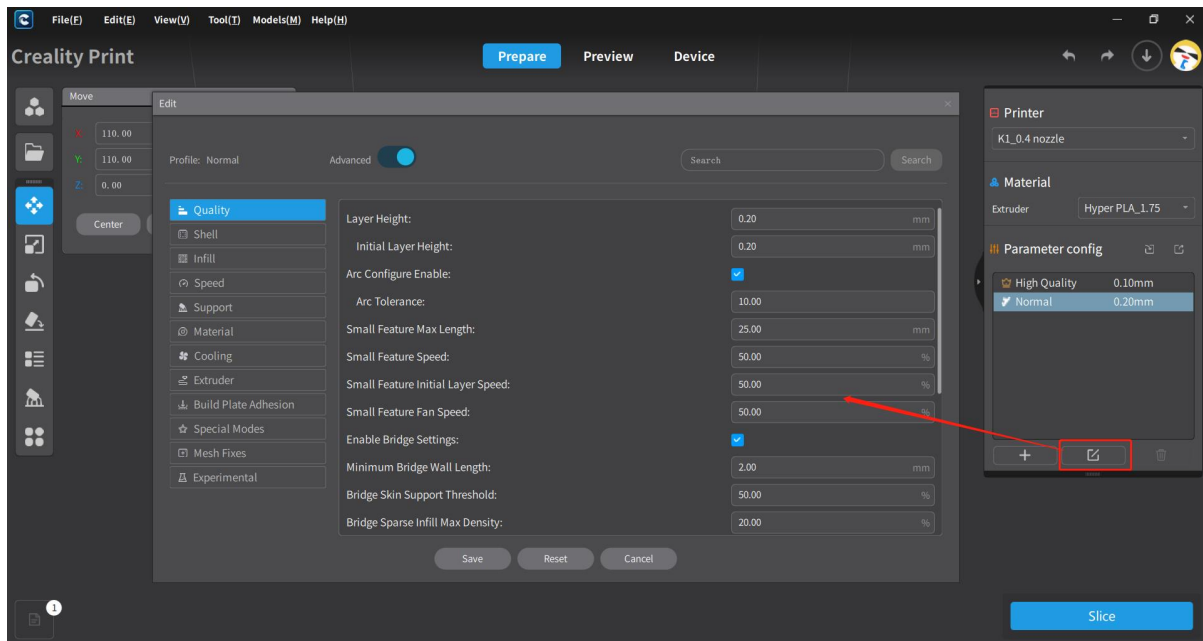 File(F) Edit(E) View(V) Tool(T) Models(M) Help(H)
Creality Print
Prepare Preview Device
Move
X: 110.00
Y: 110.00
Z: 0.00
Center
Edit
Profile: Normal Advanced Search Search
Quality
Shell
Infill
Speed
Support
Material
Cooling
Extruder
Build Plate Adhesion
Special Modes
Mesh Fixes
Experimental
Layer Height: 0.20 mm
Initial Layer Height: 0.20 mm
Arc Configure Enable:
Arc Tolerance: 10.00
Small Feature Max Length: 25.00 mm
Small Feature Speed: 50.00 %
Small Feature Initial Layer Speed: 50.00 %
Small Feature Fan Speed: 50.00 %
Enable Bridge Settings:
Minimum Bridge Wall Length: 2.00 mm
Bridge Skin Support Threshold: 50.00 %
Bridge Sparse Infill Max Density: 20.00 %
Save Reset Cancel
Printer
K1_0.4 nozzle
Material
Extruder Hyper PLA_1.75
Parameter config
High Quality 0.10mm
Normal 0.20mm
1
Slice